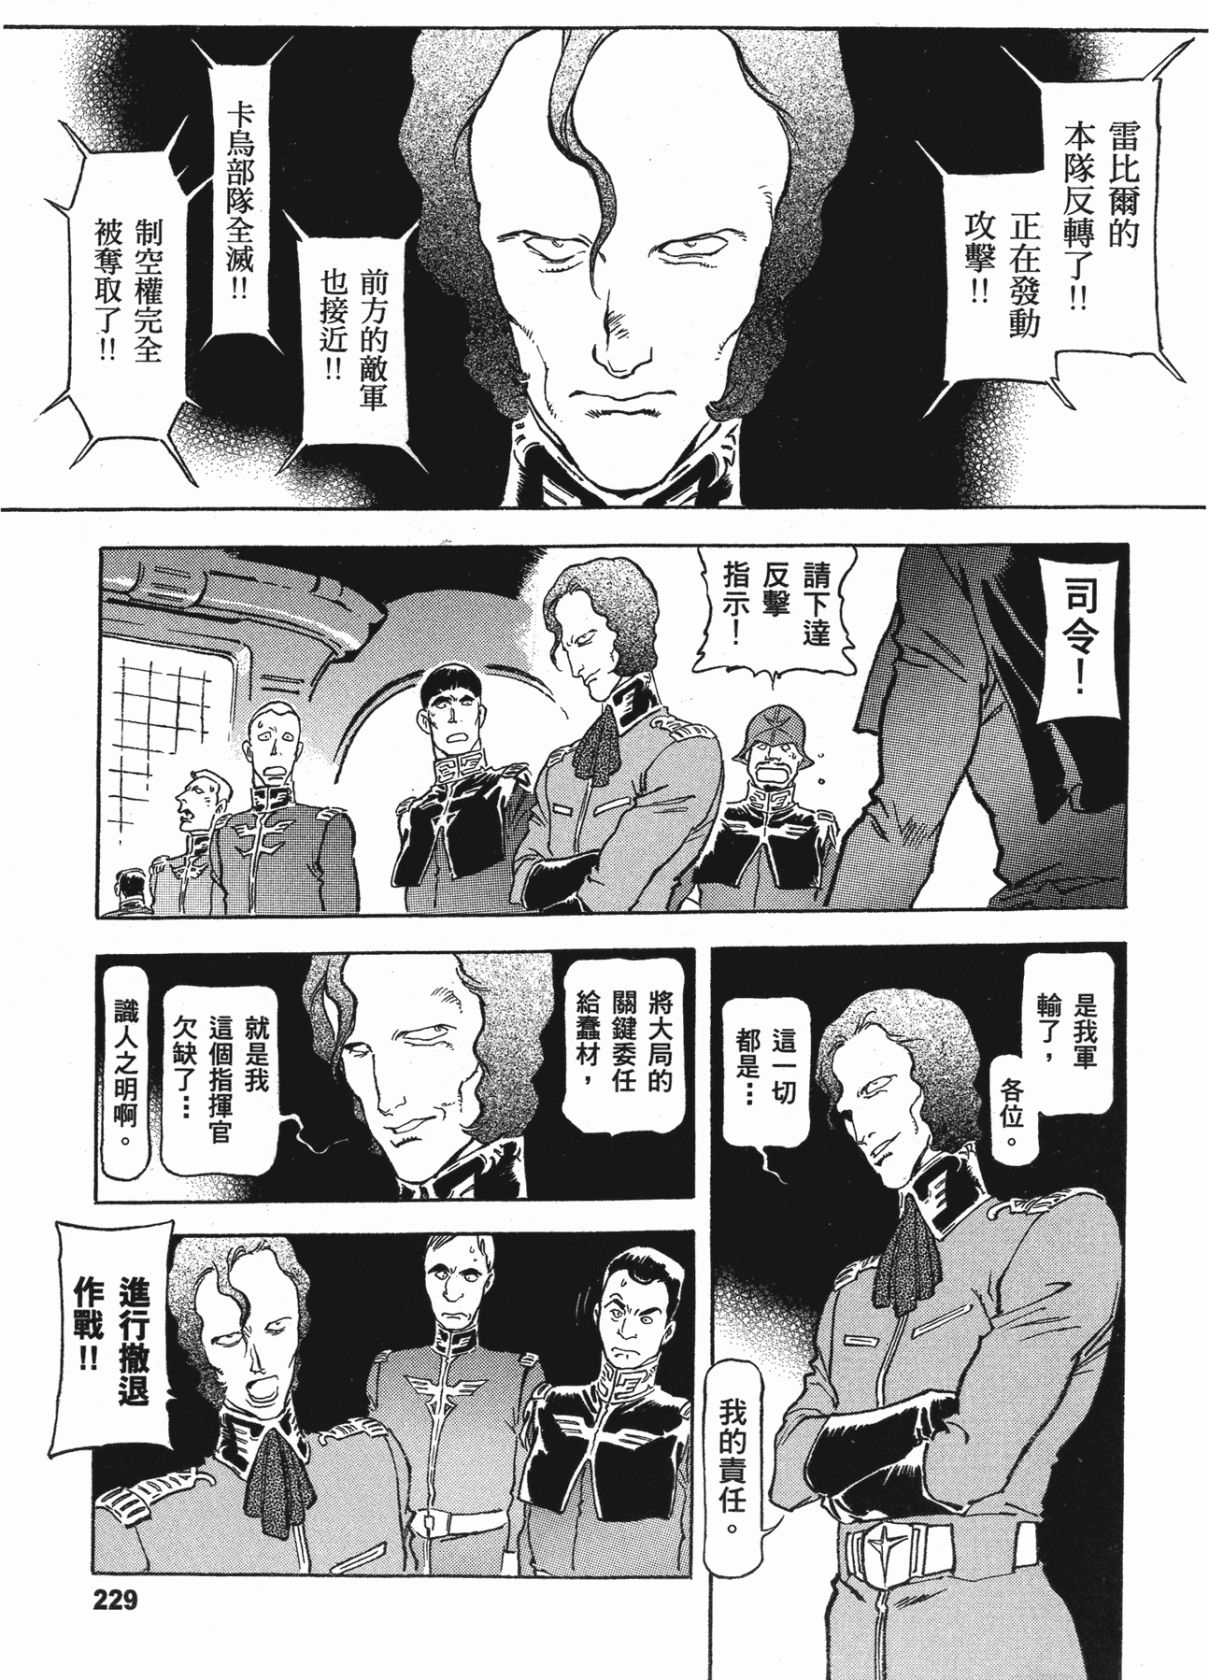 雷比爾的
本隊反轉了!!
正在發動
攻擊!!
前方的敵軍
也接近!!
卡烏部隊全滅!!
制空權完全
被奪取了!!
司令！
請下達
反擊
指示！
是我軍
輸了，
各位。
這一切
都是…
我的責任。
將大局的
關鍵委任
給蠢材，
就是我
這個指揮官
欠缺了…
識人之明啊。
進行撤退
作戰!!
229